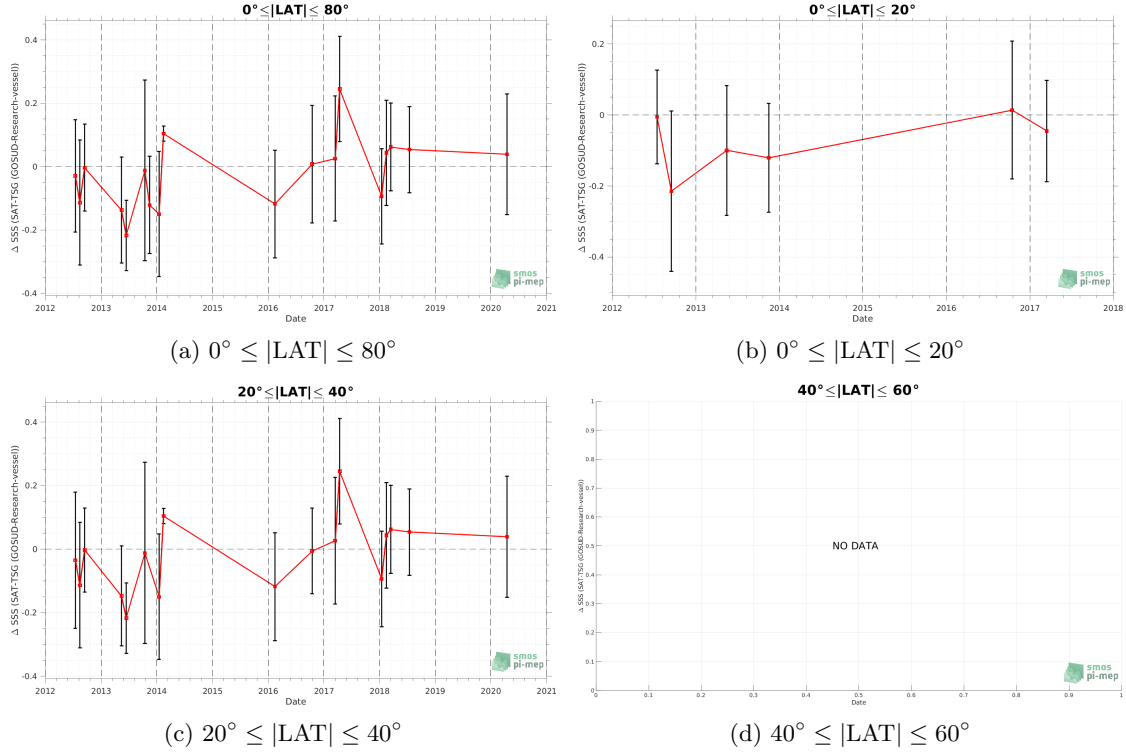 0°≤|LAT|≤ 80°
Δ SSS (SAT-TSG (GOSUD-Research-vessel))
0.4
0.2
0
-0.2
-0.4
2012 2013 2014 2015 2016 2017 2018 2019 2020 2021
Date
smos
pi-mep
(a) 0° ≤ |LAT| ≤ 80°
0°≤|LAT|≤ 20°
Δ SSS (SAT-TSG (GOSUD-Research-vessel))
0.2
0
-0.2
-0.4
2012 2013 2014 2015 2016 2017 2018
Date
smos
pi-mep
(b) 0° ≤ |LAT| ≤ 20°
20°≤|LAT|≤ 40°
Δ SSS (SAT-TSG (GOSUD-Research-vessel))
0.4
0.2
0
-0.2
-0.4
2012 2013 2014 2015 2016 2017 2018 2019 2020 2021
Date
smos
pi-mep
(c) 20° ≤ |LAT| ≤ 40°
40°≤|LAT|≤ 60°
Δ SSS (SAT-TSG (GOSUD-Research-vessel))
1
0.9
0.8
0.7
0.6
0.5
0.4
0.3
0.2
0.1
0
NO DATA
0 0.1 0.2 0.3 0.4 0.5 0.6 0.7 0.8 0.9 1
Date
smos
pi-mep
(d) 40° ≤ |LAT| ≤ 60°